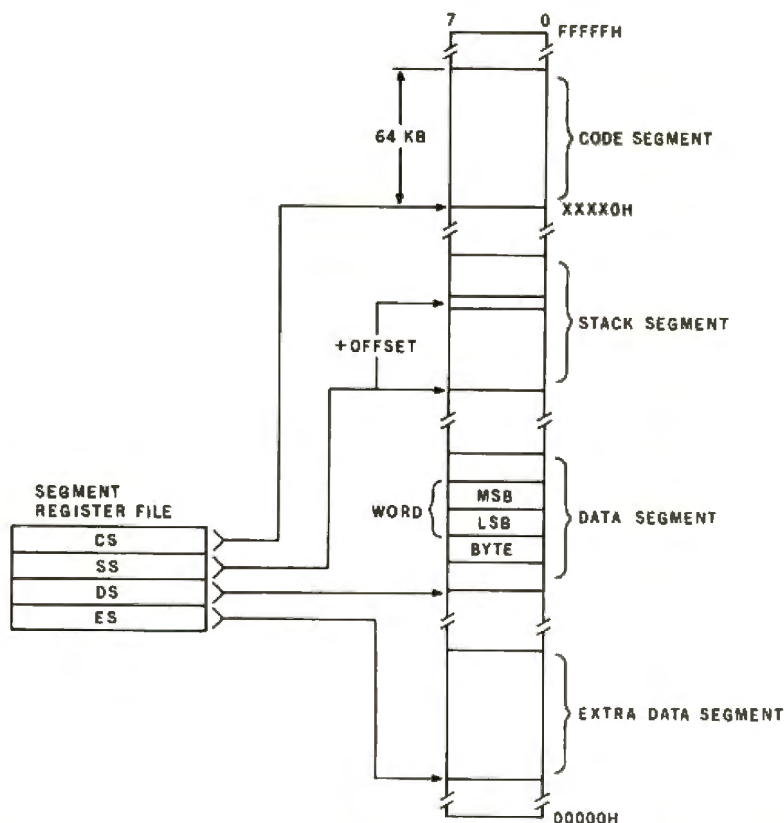 7 0
FFFFFH
64 KB
CODE SEGMENT
XXXX0H
STACK SEGMENT
+OFFSET
SEGMENT
REGISTER FILE
CS
SS
DS
ES
WORD
MSB
LSB
BYTE
DATA SEGMENT
EXTRA DATA SEGMENT
00000H